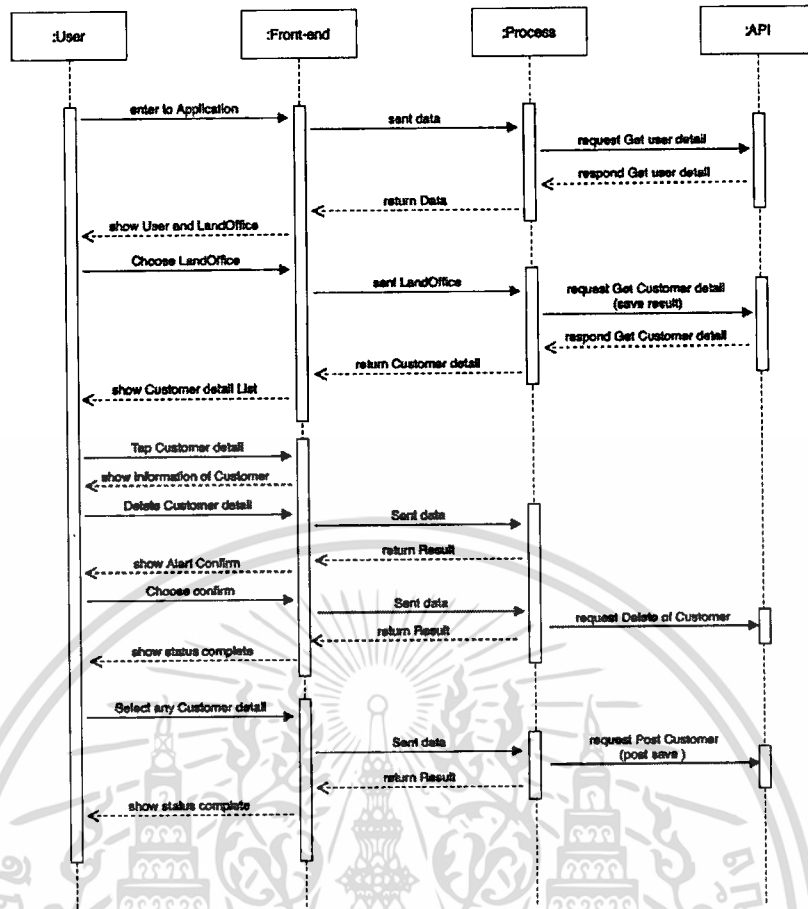 :User
:Front-end
:Process
:API
enter to Application
sent data
request Get user detail
respond Get user detail
return Data
show User and LandOffice
Choose LandOffice
sent LandOffice
request Get Customer detail
(save result)
respond Get Customer detail
return Customer detail
show Customer detail List
Tap Customer detail
show information of Customer
Delete Customer detail
Sent data
return Result
show Alert Confirm
Choose confirm
Sent data
request Delete of Customer
return Result
show status complete
Select any Customer detail
Sent data
request Post Customer
(post save )
return Result
show status complete